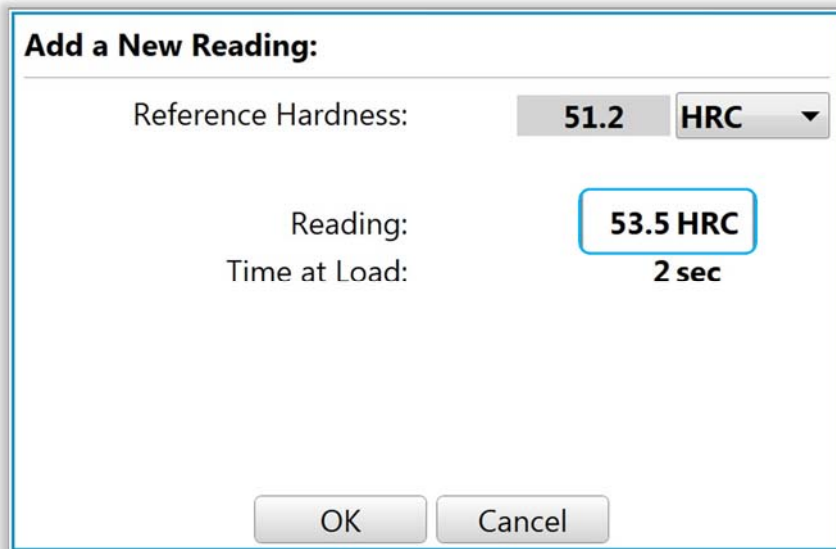 Add a New Reading:
Reference Hardness: 51.2 HRC
Reading: 53.5 HRC
Time at Load: 2 sec
OK Cancel